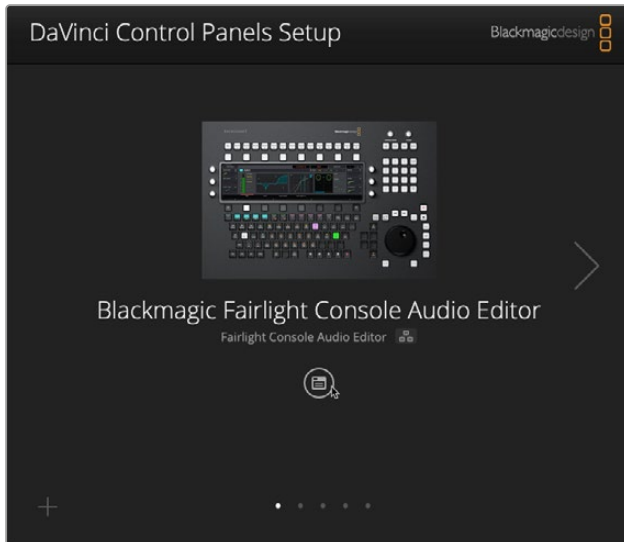 DaVinci Control Panels Setup
Blackmagicdesign
Blackmagic Fairlight Console Audio Editor
Fairlight Console Audio Editor